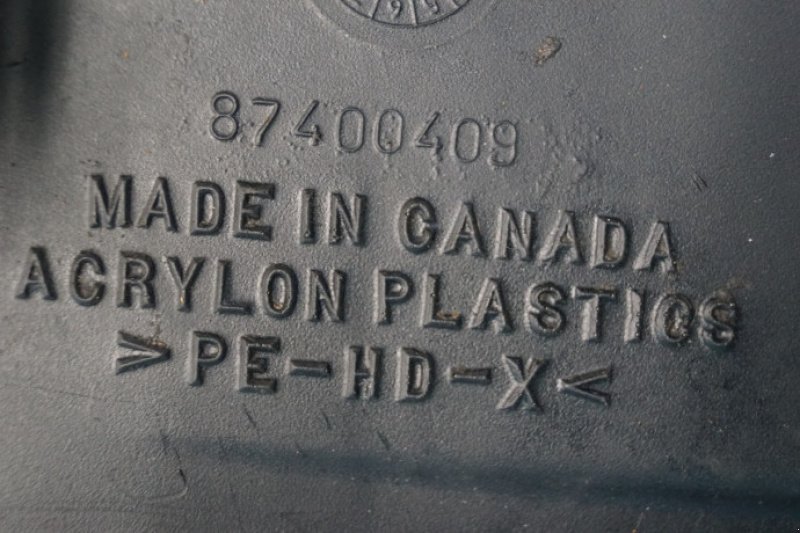 87400409
MADE IN CANADA
ACRYLON PLASTICS
>PE-HD-X<